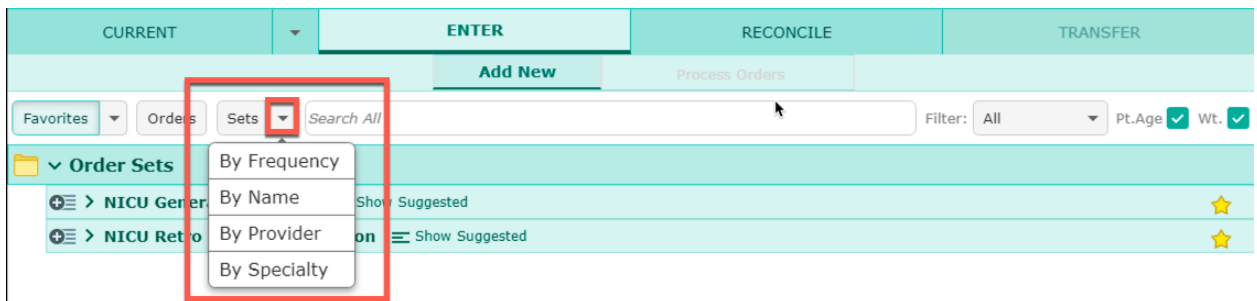 CURRENT ENTER RECONCILE TRANSFER
Add New Process Orders
Favorites Orders Sets Search All Filter: All Pt.Age Wt.
Order Sets
By Frequency
NICU Gener Show Suggested
By Name
By Provider
NICU Retro on Show Suggested
By Specialty